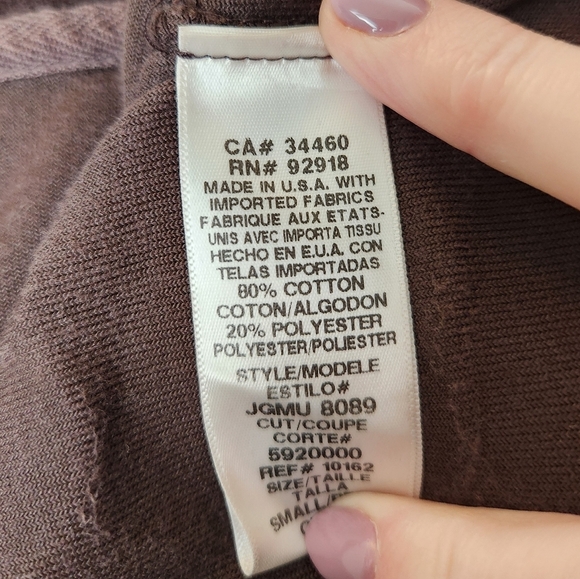 CA# 34460
RN# 92918
MADE IN U.S.A. WITH
IMPORTED FABRICS
FABRIQUE AUX ETATS-
UNIS AVEC IMPORTA TISSU
HECHO EN E.U.A. CON
TELAS IMPORTADAS
80% COTTON
COTON/ALGODON
20% POLYESTER
POLYESTER/POLIESTER
STYLE/MODELE
ESTILO#
JGMU 8089
CUT/COUPE
CORTE#
5920000
REF# 10162
SIZE/TAILLE
TALLA
SMALL/